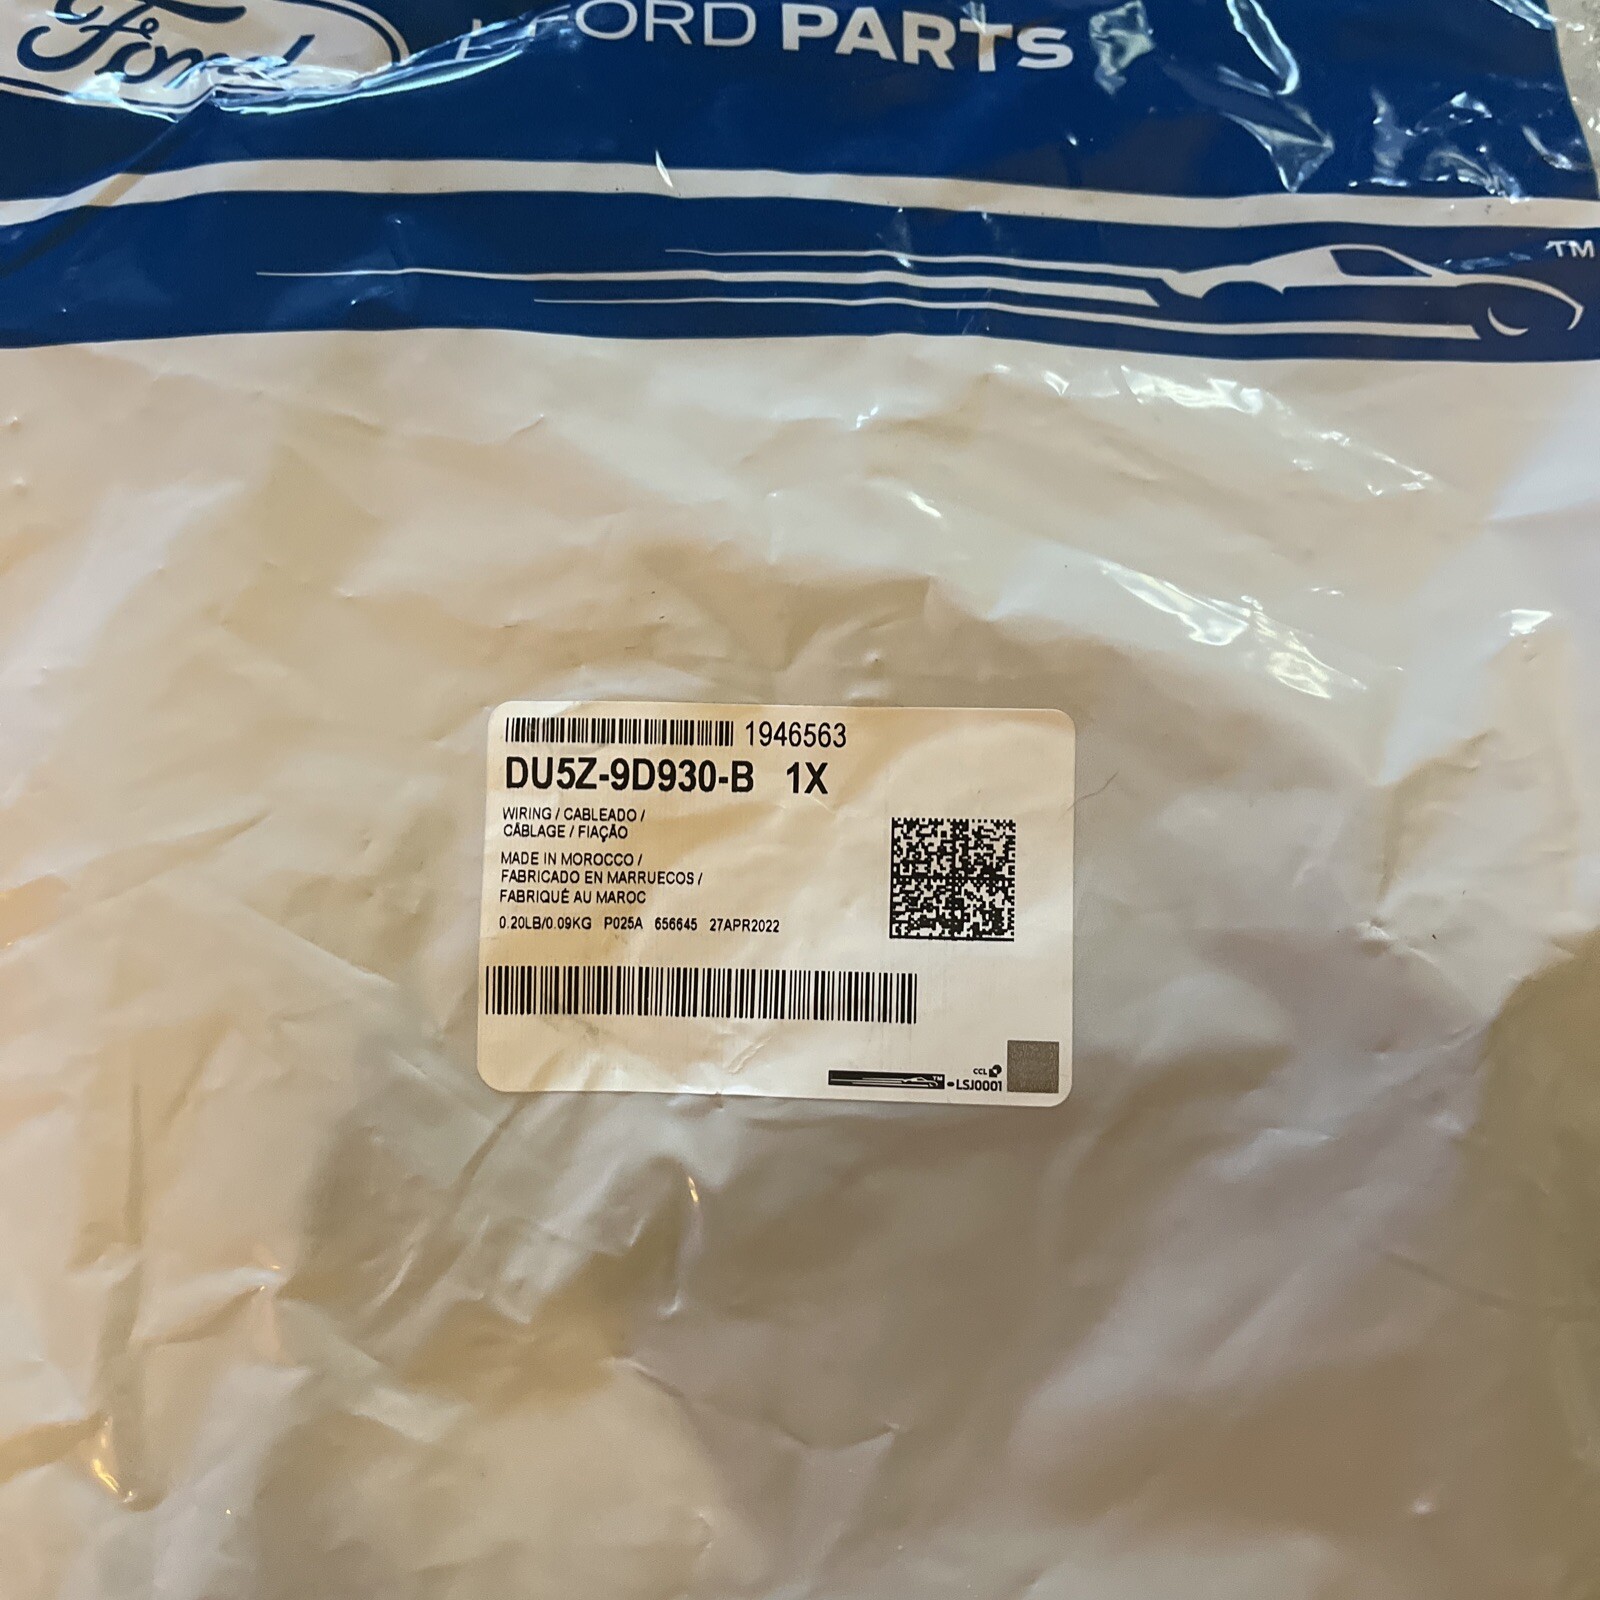 Ford FORD PARTS
TM
1946563
DU5Z-9D930-B 1X
WIRING / CABLEADO /
CÂBLAGE / FIAÇÃO
MADE IN MOROCCO /
FABRICADO EN MARRUECOS /
FABRIQUÉ AU MAROC
0.20LB/0.09KG P025A 656645 27APR2022
CCL
TM
-LSJ0001